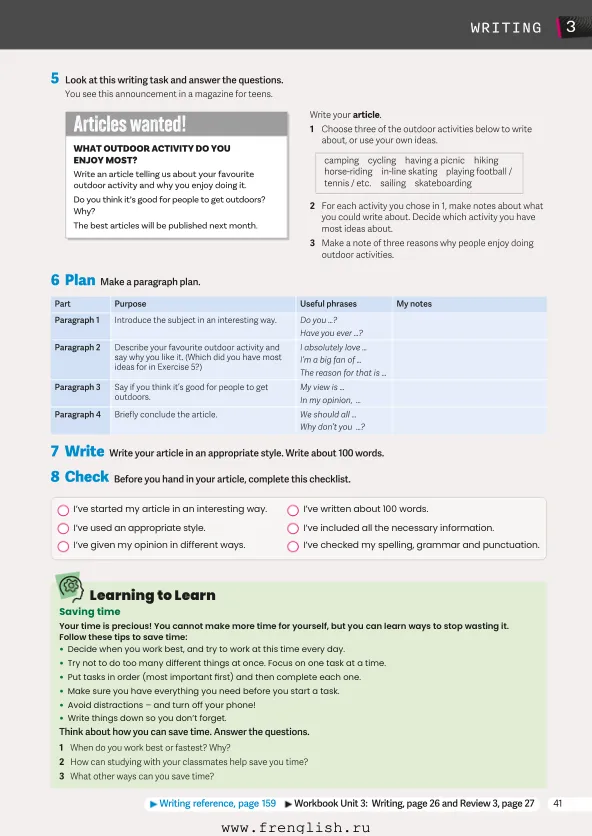 WRITING 3
5 Look at this writing task and answer the questions.
You see this announcement in a magazine for teens.
Articles wanted!
WHAT OUTDOOR ACTIVITY DO YOU
ENJOY MOST?
Write an article telling us about your favourite
outdoor activity and why you enjoy doing it.
Do you think it's good for people to get outdoors?
Why?
The best articles will be published next month.
Write your article.
1 Choose three of the outdoor activities below to write
about, or use your own ideas.
camping cycling having a picnic hiking
horse-riding in-line skating playing football /
tennis / etc. sailing skateboarding
2 For each activity you chose in 1, make notes about what
you could write about. Decide which activity you have
most ideas about.
3 Make a note of three reasons why people enjoy doing
outdoor activities.
6 Plan Make a paragraph plan.
Part Purpose Useful phrases My notes
Paragraph 1 Introduce the subject in an interesting way. Do you …?
Have you ever …?
Paragraph 2 Describe your favourite outdoor activity and I absolutely love …
say why you like it. (Which did you have most I'm a big fan of …
ideas for in Exercise 5?) The reason for that is …
Paragraph 3 Say if you think it's good for people to get My view is …
outdoors. In my opinion, …
Paragraph 4 Briefly conclude the article. We should all …
Why don't you …?
7 Write Write your article in an appropriate style. Write about 100 words.
8 Check Before you hand in your article, complete this checklist.
I've started my article in an interesting way. I've written about 100 words.
I've used an appropriate style. I've included all the necessary information.
I've given my opinion in different ways. I've checked my spelling, grammar and punctuation.
Learning to Learn
Saving time
Your time is precious! You cannot make more time for yourself, but you can learn ways to stop wasting it.
Follow these tips to save time:
• Decide when you work best, and try to work at this time every day.
• Try not to do too many different things at once. Focus on one task at a time.
• Put tasks in order (most important first) and then complete each one.
• Make sure you have everything you need before you start a task.
• Avoid distractions – and turn off your phone!
• Write things down so you don't forget.
Think about how you can save time. Answer the questions.
1 When do you work best or fastest? Why?
2 How can studying with your classmates help save you time?
3 What other ways can you save time?
▶ Writing reference, page 159 ▶ Workbook Unit 3: Writing, page 26 and Review 3, page 27 41
www.frenglish.ru